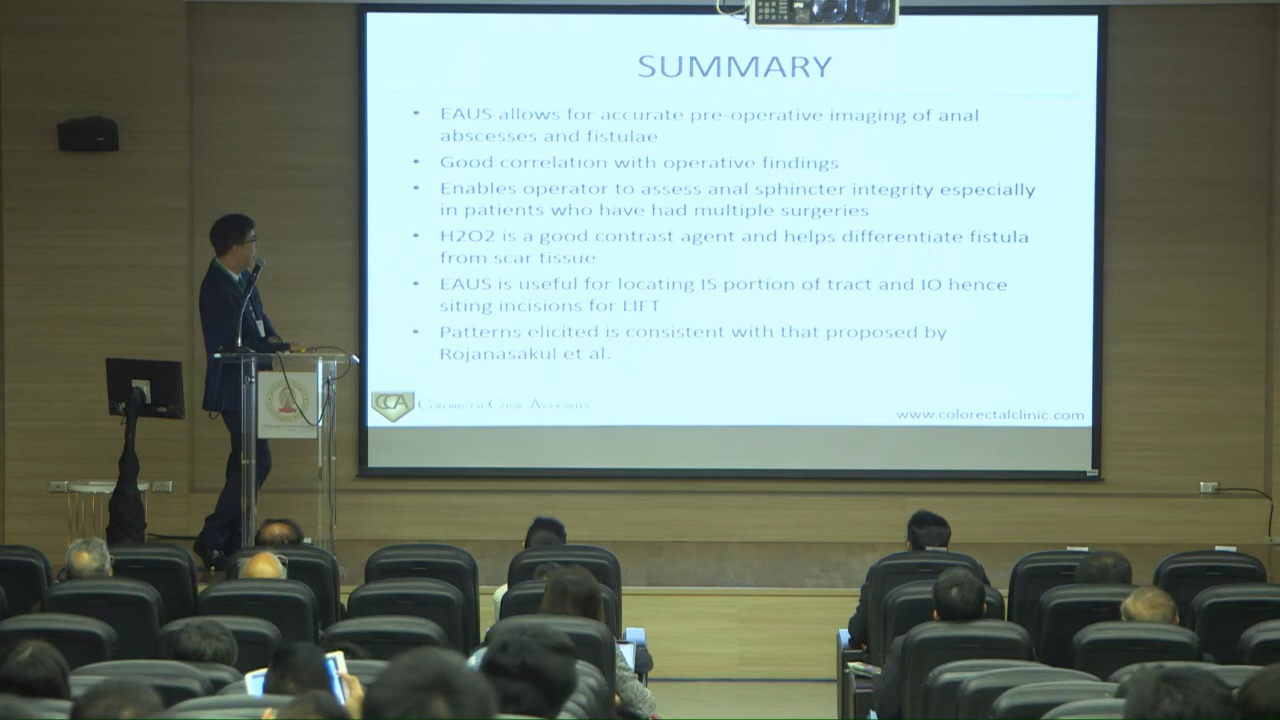 SUMMARY
• EAUS allows for accurate pre-operative imaging of anal
abscesses and fistulae
• Good correlation with operative findings
• Enables operator to assess anal sphincter integrity especially
in patients who have had multiple surgeries
• H2O2 is a good contrast agent and helps differentiate fistula
from scar tissue
• EAUS is useful for locating IS portion of tract and IO hence
siting incisions for LIFT
• Patterns elicited is consistent with that proposed by
Rojanasakul et al.
CCA COLORECTAL CLINIC ASSOCIATES
www.colorectalclinic.com